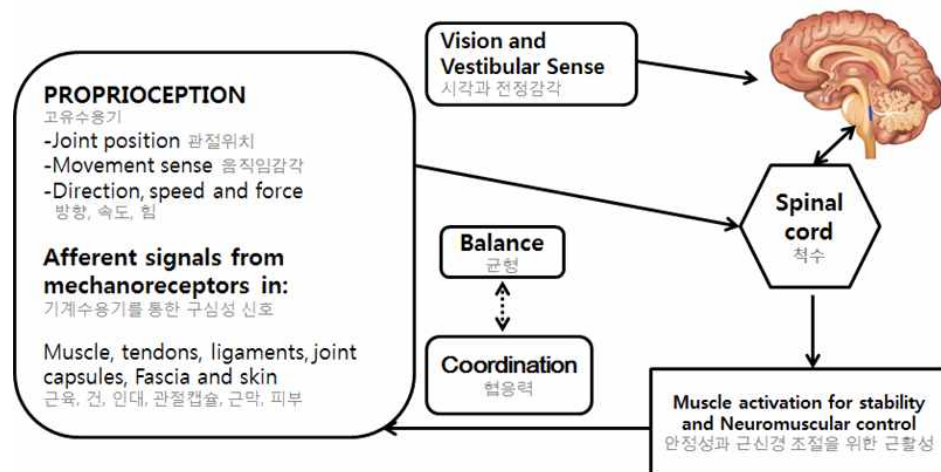 PROPRIOCEPTION
고유수용기
-Joint position 관절위치
-Movement sense 움직임감각
-Direction, speed and force
방향, 속도, 힘
Afferent signals from
mechanoreceptors in:
기계수용기를 통한 구심성 신호
Muscle, tendons, ligaments, joint
capsules, Fascia and skin
근육, 건, 인대, 관절캡슐, 근막, 피부
Vision and
Vestibular Sense
시각과 전정감각
Balance
균형
Coordination
협응력
Spinal
cord
척수
Muscle activation for stability
and Neuromuscular control
안정성과 근신경 조절을 위한 근활성